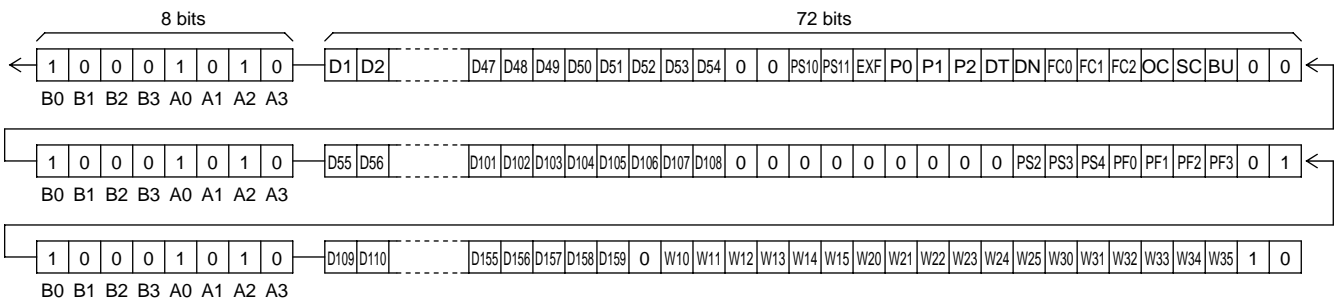 8 bits 72 bits
1 0 0 0 1 0 1 0 D1 D2 D47 D48 D49 D50 D51 D52 D53 D54 0 0 PS10 PS11 EXF P0 P1 P2 DT DN FC0 FC1 FC2 OC SC BU 0 0
B0 B1 B2 B3 A0 A1 A2 A3
1 0 0 0 1 0 1 0 D55 D56 D101 D102 D103 D104 D105 D106 D107 D108 0 0 0 0 0 0 0 0 0 PS2 PS3 PS4 PF0 PF1 PF2 PF3 0 1
B0 B1 B2 B3 A0 A1 A2 A3
1 0 0 0 1 0 1 0 D109 D110 D155 D156 D157 D158 D159 0 W10 W11 W12 W13 W14 W15 W20 W21 W22 W23 W24 W25 W30 W31 W32 W33 W34 W35 1 0
B0 B1 B2 B3 A0 A1 A2 A3